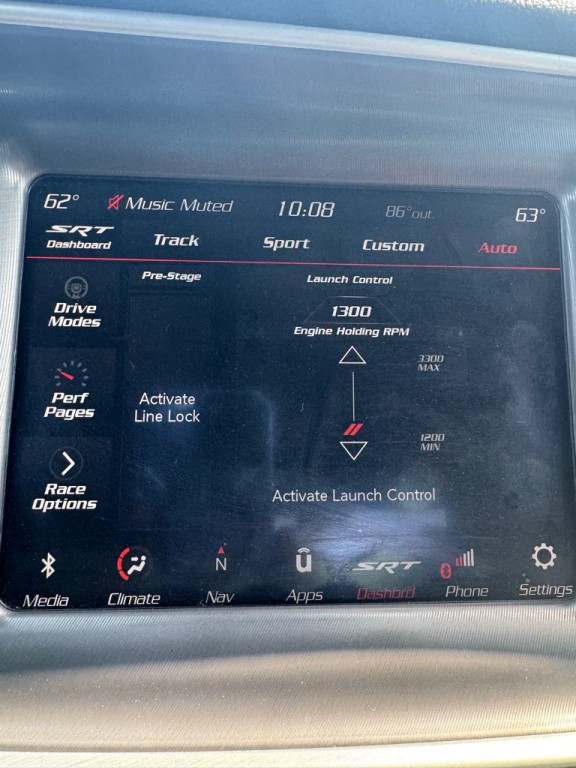 62° Music Muted 10:08 86°out. 63°
SRT
Dashboard Track Sport Custom Auto
Pre-Stage Launch Control
Drive
Modes
1300
Engine Holding RPM
3300
MAX
Perf
Pages
Activate
Line Lock
1200
MIN
Race
Options
Activate Launch Control
N û SRT
Media Climate Nav Apps Dashbrd Phone Settings